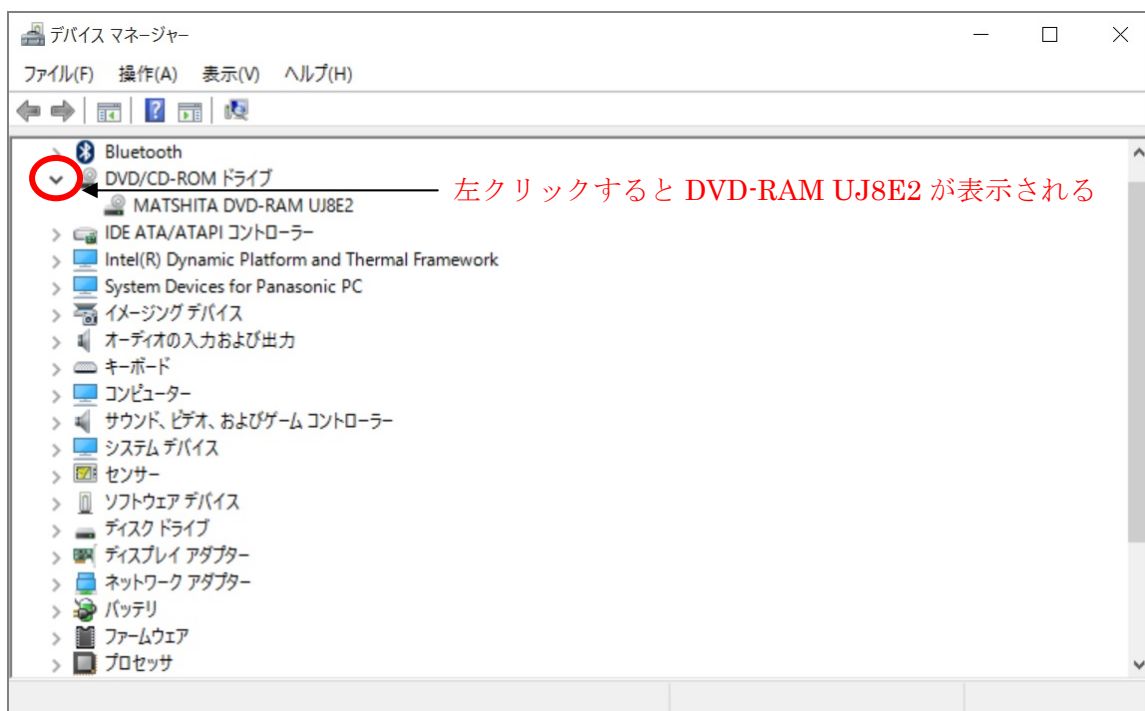 デバイス マネージャー
ファイル(F) 操作(A) 表示(V) ヘルプ(H)
Bluetooth
DVD/CD-ROM ドライブ
左クリックすると DVD-RAM UJ8E2 が表示される
MATSHITA DVD-RAM UJ8E2
IDE ATA/ATAPI コントローラー
Intel(R) Dynamic Platform and Thermal Framework
System Devices for Panasonic PC
イメージング デバイス
オーディオの入力および出力
キーボード
コンピューター
サウンド、ビデオ、およびゲーム コントローラー
システム デバイス
センサー
ソフトウェア デバイス
ディスク ドライブ
ディスプレイ アダプター
ネットワーク アダプター
バッテリ
ファームウェア
プロセッサ